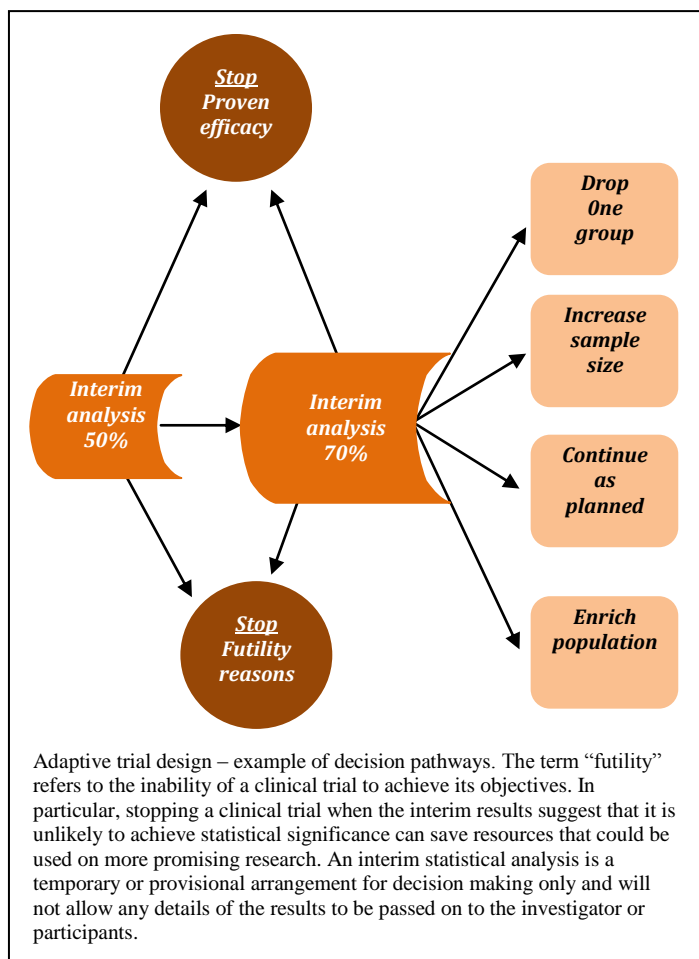 Stop
Proven
efficacy
Drop
0ne
group
Increase
sample
size
Interim
analysis
50%
Interim
analysis
70%
Continue
as
planned
Stop
Futility
reasons
Enrich
population
Adaptive trial design – example of decision pathways. The term “futility”
refers to the inability of a clinical trial to achieve its objectives. In
particular, stopping a clinical trial when the interim results suggest that it is
unlikely to achieve statistical significance can save resources that could be
used on more promising research. An interim statistical analysis is a
temporary or provisional arrangement for decision making only and will
not allow any details of the results to be passed on to the investigator or
participants.